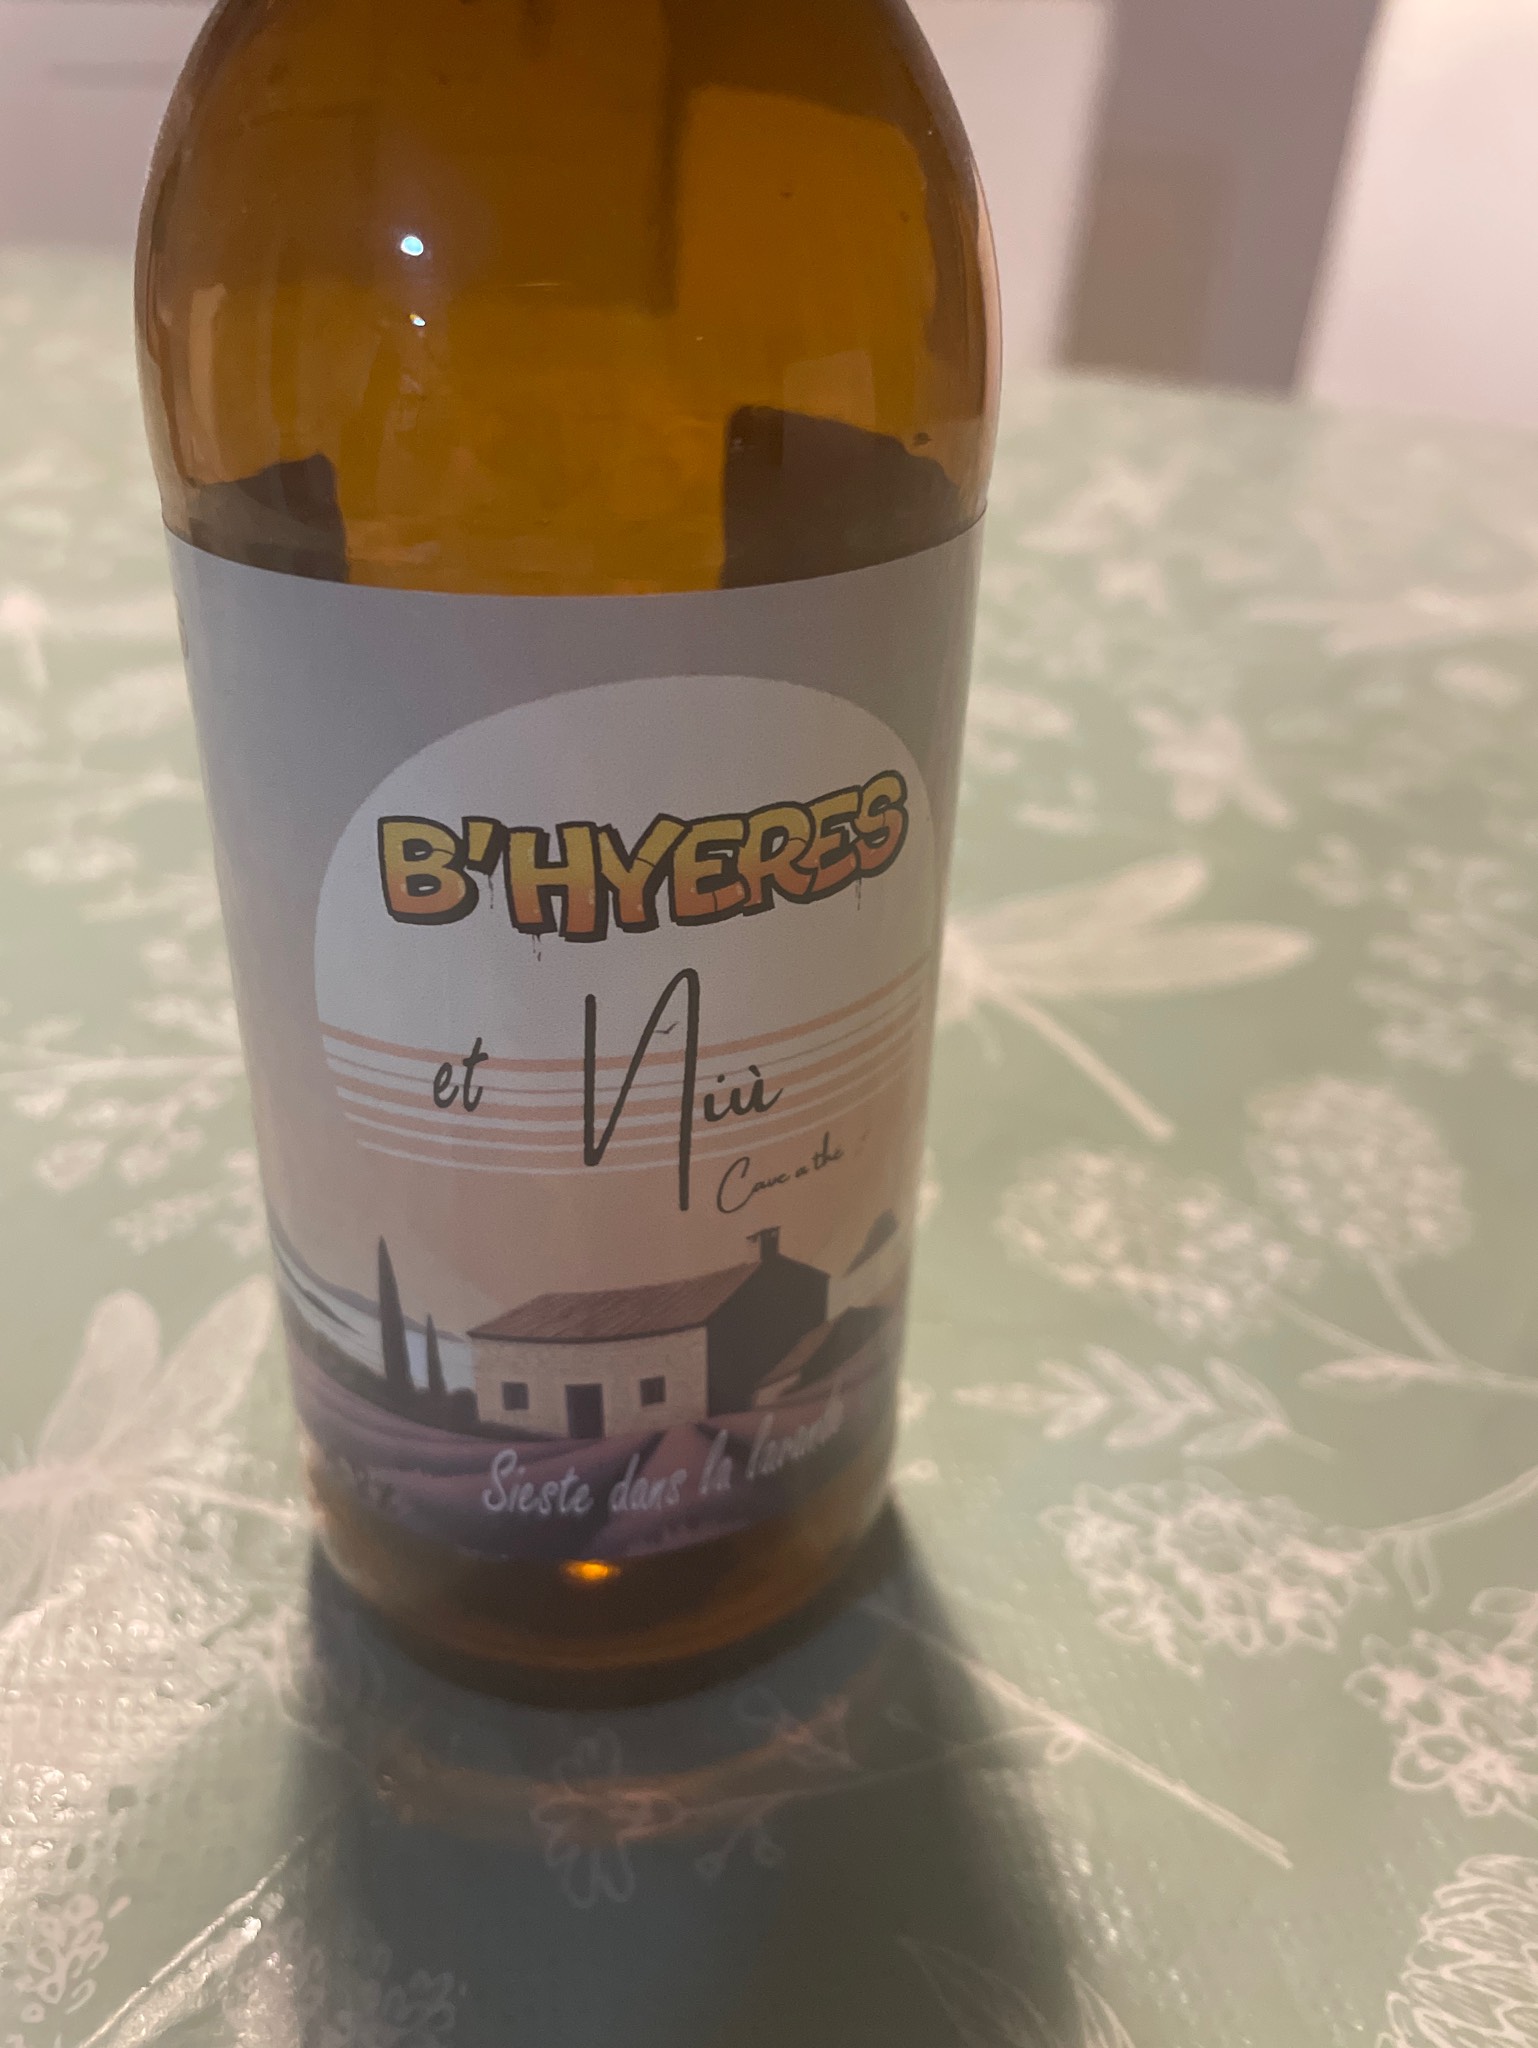 B'HYERES
et Niù
Cave a the
Sieste dans la lavande